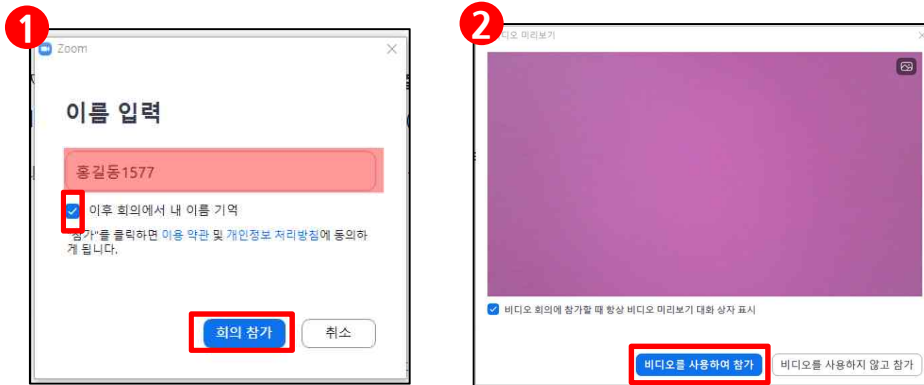 1
Zoom
이름 입력
홍길동1577
이후 회의에서 내 이름 기억
"참가"를 클릭하면 이용 약관 및 개인정보 처리방침에 동의하
게 됩니다.
회의 참가
취소
2
디오 미리보기
비디오 회의에 참가할 때 항상 비디오 미리보기 대화 상자 표시
비디오를 사용하여 참가
비디오를 사용하지 않고 참가